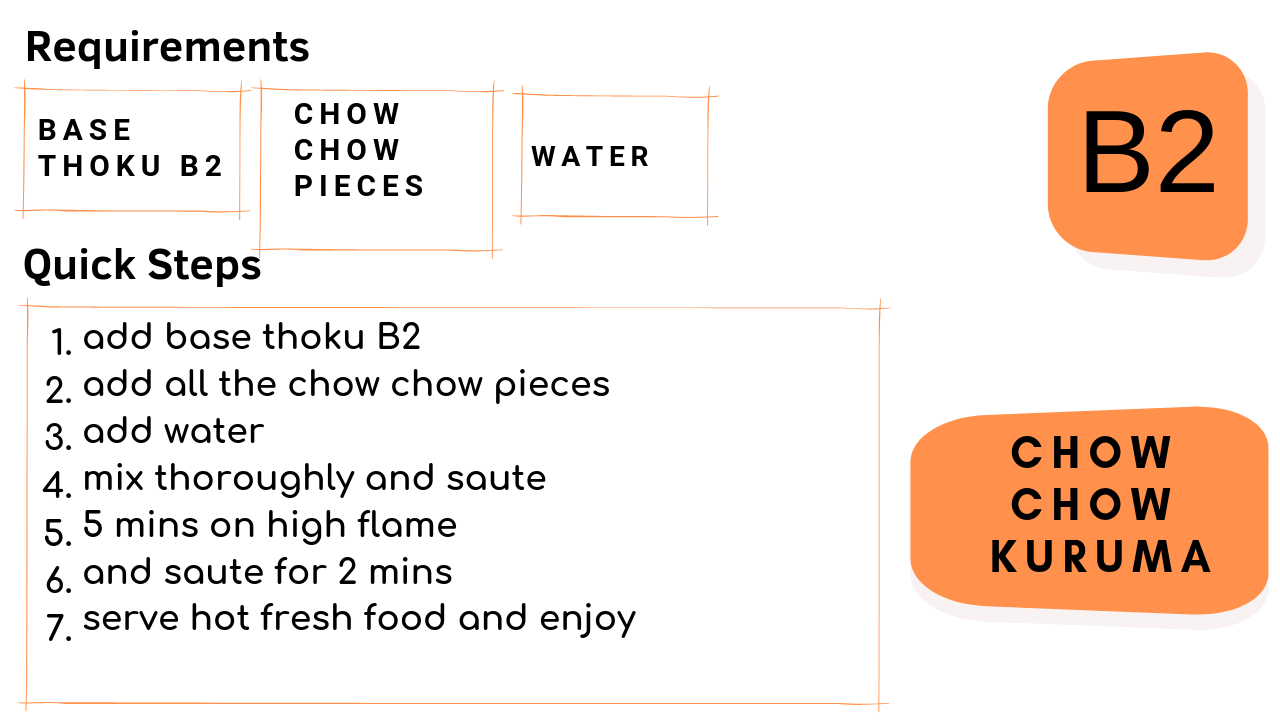 Requirements
BASE
THOKU B2
CHOW
CHOW
PIECES
WATER
B2
Quick Steps
1. add base thoku B2
2. add all the chow chow pieces
3. add water
4. mix thoroughly and saute
5. 5 mins on high flame
6. and saute for 2 mins
7. serve hot fresh food and enjoy
CHOW
CHOW
KURUMA